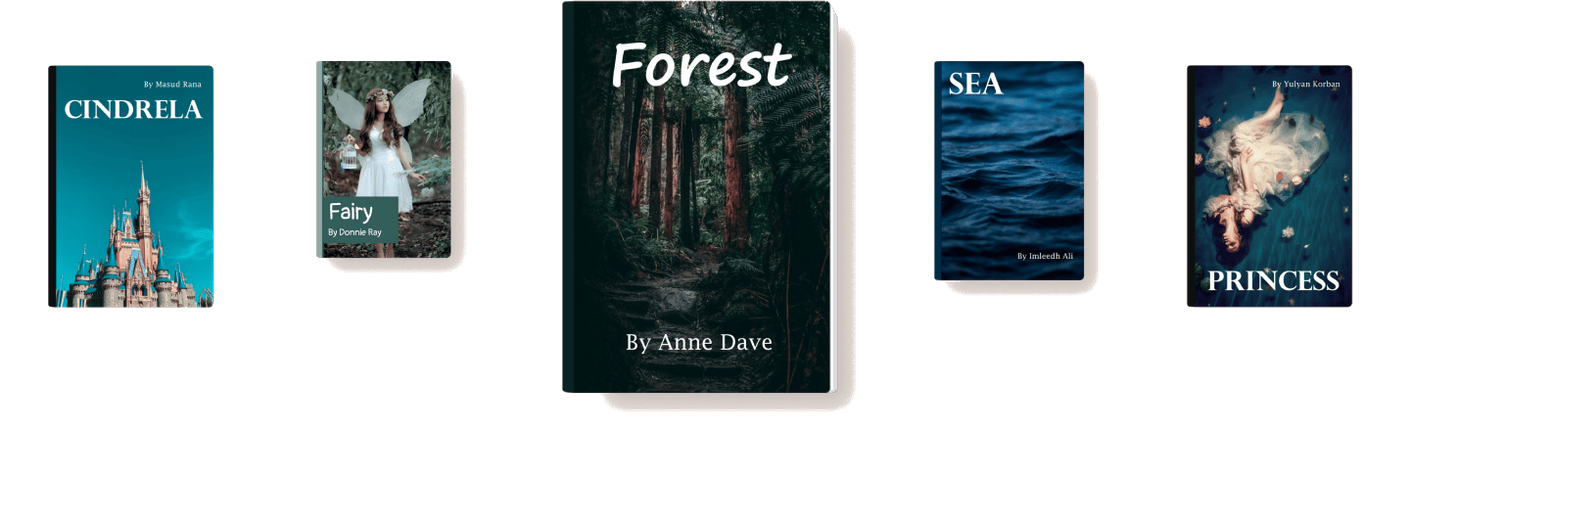 By Masud Rana
CINDRELA
Fairy
By Donnie Ray
Forest
By Anne Dave
SEA
By Imleedh Ali
By Yulyan Korban
PRINCESS